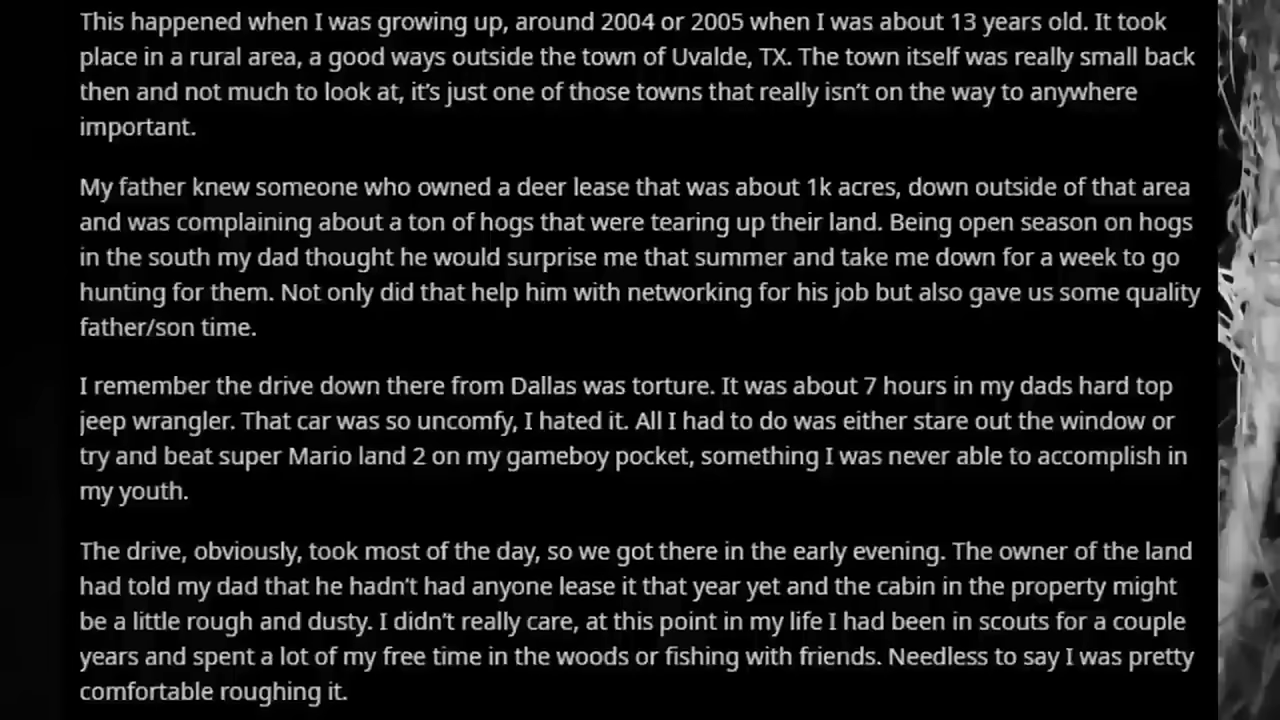 This happened when I was growing up, around 2004 or 2005 when I was about 13 years old. It took
place in a rural area, a good ways outside the town of Uvalde, TX. The town itself was really small back
then and not much to look at, it’s just one of those towns that really isn’t on the way to anywhere
important.
My father knew someone who owned a deer lease that was about 1k acres, down outside of that area
and was complaining about a ton of hogs that were tearing up their land. Being open season on hogs
in the south my dad thought he would surprise me that summer and take me down for a week to go
hunting for them. Not only did that help him with networking for his job but also gave us some quality
father/son time.
I remember the drive down there from Dallas was torture. It was about 7 hours in my dads hard top
jeep wrangler. That car was so uncomfy, I hated it. All I had to do was either stare out the window or
try and beat super Mario land 2 on my gameboy pocket, something I was never able to accomplish in
my youth.
The drive, obviously, took most of the day, so we got there in the early evening. The owner of the land
had told my dad that he hadn’t had anyone lease it that year yet and the cabin in the property might
be a little rough and dusty. I didn’t really care, at this point in my life I had been in scouts for a couple
years and spent a lot of my free time in the woods or fishing with friends. Needless to say I was pretty
comfortable roughing it.